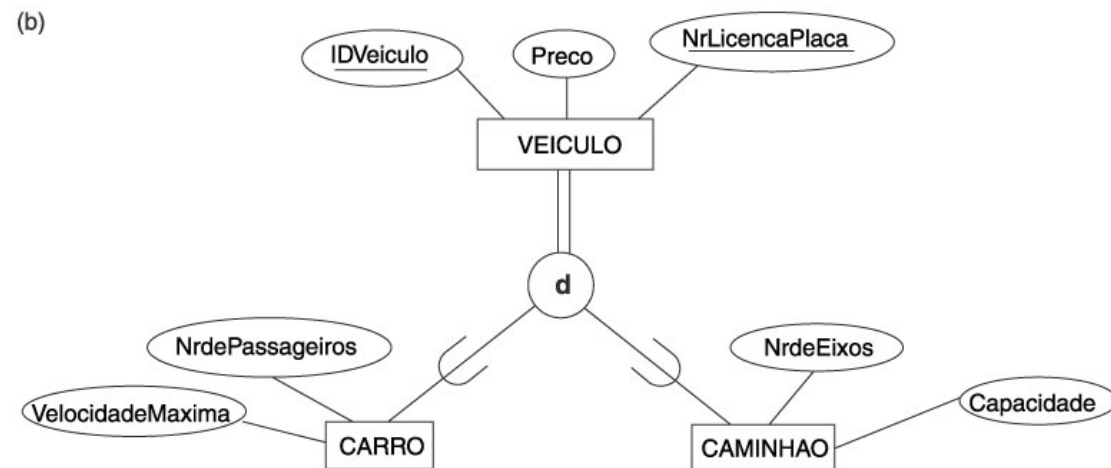 (b)
IDVeiculo
Preco
NrLicencaPlaca
VEICULO
d
NrdePassageiros
NrdeEixos
VelocidadeMaxima
Capacidade
CARRO
CAMINHAO